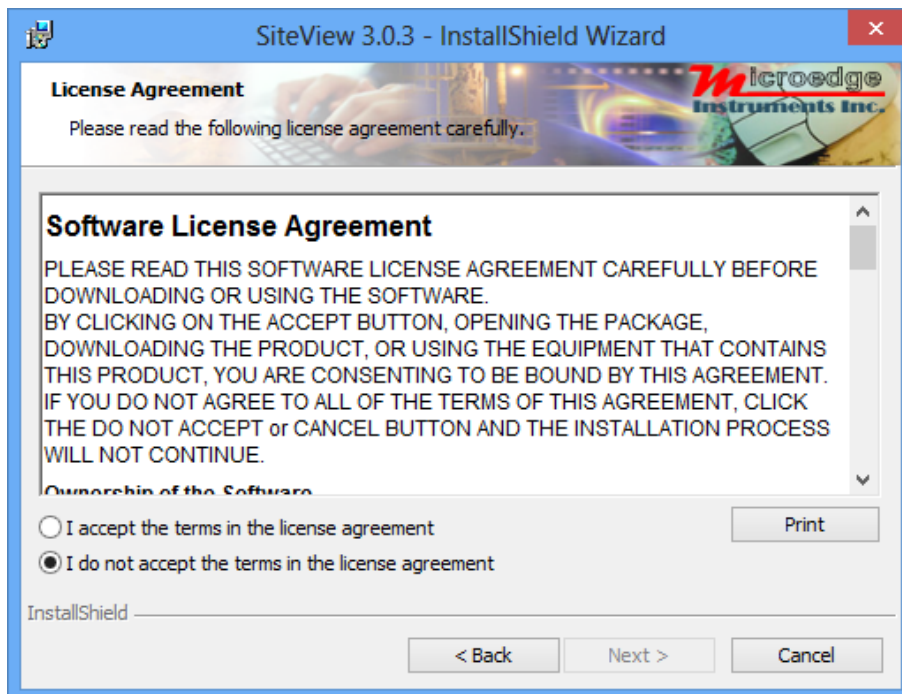 SiteView 3.0.3 - InstallShield Wizard
License Agreement
Please read the following license agreement carefully.
Microedge
Instruments Inc.
Software License Agreement
PLEASE READ THIS SOFTWARE LICENSE AGREEMENT CAREFULLY BEFORE
DOWNLOADING OR USING THE SOFTWARE.
BY CLICKING ON THE ACCEPT BUTTON, OPENING THE PACKAGE,
DOWNLOADING THE PRODUCT, OR USING THE EQUIPMENT THAT CONTAINS
THIS PRODUCT, YOU ARE CONSENTING TO BE BOUND BY THIS AGREEMENT.
IF YOU DO NOT AGREE TO ALL OF THE TERMS OF THIS AGREEMENT, CLICK
THE DO NOT ACCEPT or CANCEL BUTTON AND THE INSTALLATION PROCESS
WILL NOT CONTINUE.
Ownership of the Software
I accept the terms in the license agreement
Print
I do not accept the terms in the license agreement
InstallShield
< Back
Next >
Cancel